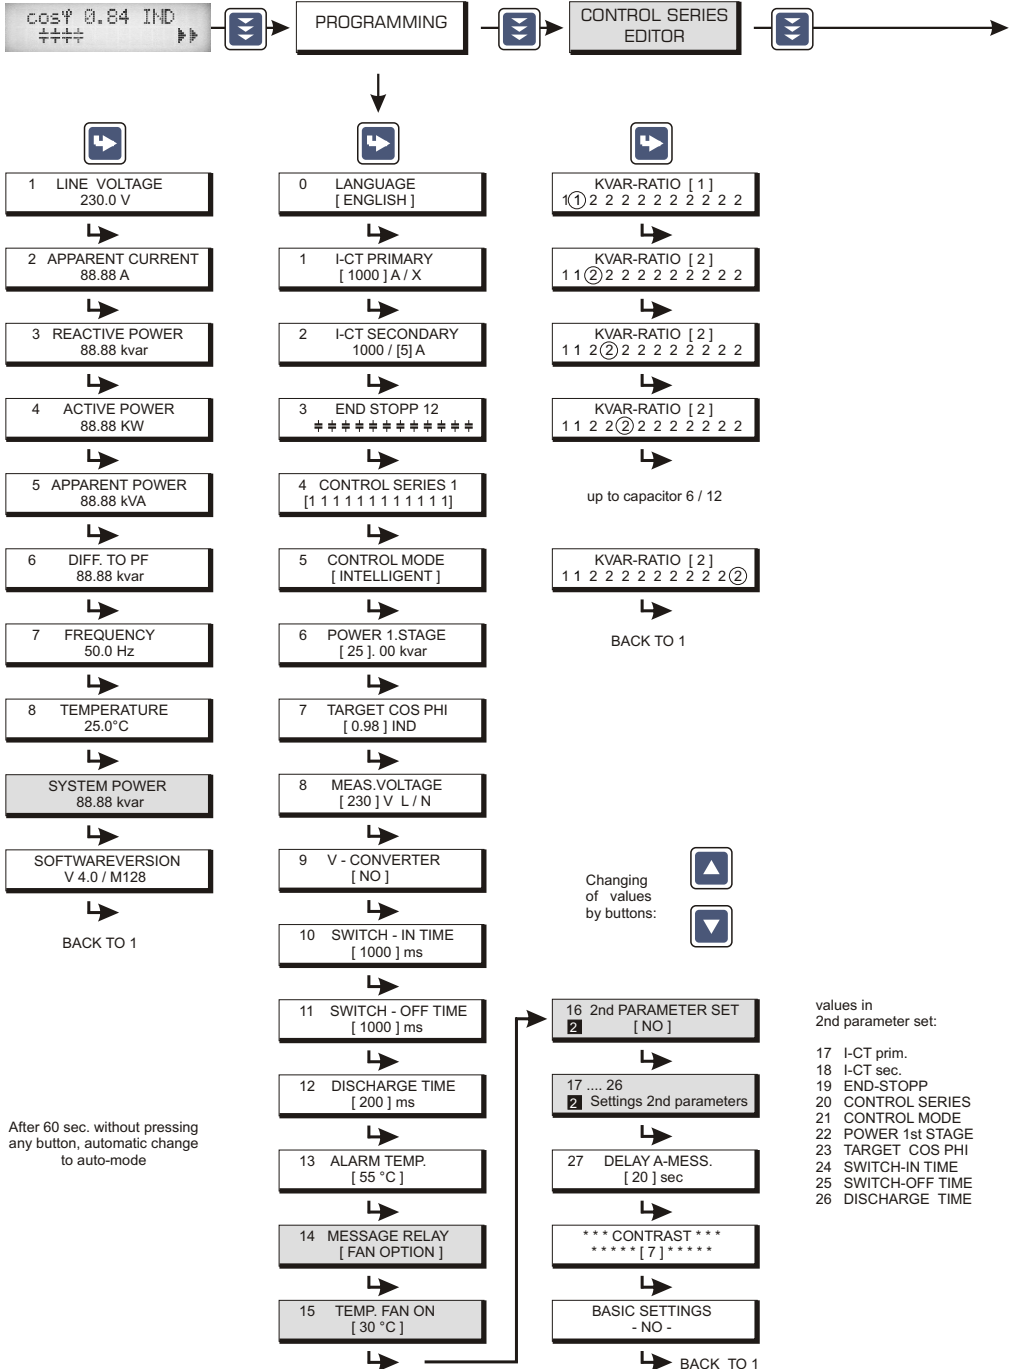 cosφ 0.84 IND
PROGRAMMING
CONTROL SERIES
EDITOR
1 LINE VOLTAGE
230.0 V
2 APPARENT CURRENT
88.88 A
3 REACTIVE POWER
88.88 kvar
4 ACTIVE POWER
88.88 KW
5 APPARENT POWER
88.88 kVA
6 DIFF. TO PF
88.88 kvar
7 FREQUENCY
50.0 Hz
8 TEMPERATURE
25.0°C
SYSTEM POWER
88.88 kvar
SOFTWAREVERSION
V 4.0 / M128
BACK TO 1
After 60 sec. without pressing
any button, automatic change
to auto-mode
0 LANGUAGE
[ ENGLISH ]
1 I-CT PRIMARY
[ 1000 ] A / X
2 I-CT SECONDARY
1000 / [5] A
3 END STOPP 12
4 CONTROL SERIES 1
[1 1 1 1 1 1 1 1 1 1 1 1]
5 CONTROL MODE
[ INTELLIGENT ]
6 POWER 1.STAGE
[ 25 ]. 00 kvar
7 TARGET COS PHI
[ 0.98 ] IND
8 MEAS.VOLTAGE
[ 230 ] V L / N
9 V - CONVERTER
[ NO ]
10 SWITCH - IN TIME
[ 1000 ] ms
11 SWITCH - OFF TIME
[ 1000 ] ms
12 DISCHARGE TIME
[ 200 ] ms
13 ALARM TEMP.
[ 55 °C ]
14 MESSAGE RELAY
[ FAN OPTION ]
15 TEMP. FAN ON
[ 30 °C ]
KVAR-RATIO [ 1 ]
1 1 2 2 2 2 2 2 2 2 2 2
KVAR-RATIO [ 2 ]
1 1 2 2 2 2 2 2 2 2 2 2
KVAR-RATIO [ 2 ]
1 1 2 2 2 2 2 2 2 2 2 2
KVAR-RATIO [ 2 ]
1 1 2 2 2 2 2 2 2 2 2 2
up to capacitor 6 / 12
KVAR-RATIO [ 2 ]
1 1 2 2 2 2 2 2 2 2 2 2
BACK TO 1
Changing
of values
by buttons:
16 2nd PARAMETER SET
2 [ NO ]
17 .... 26
2 Settings 2nd parameters
27 DELAY A-MESS.
[ 20 ] sec
* * * CONTRAST * * *
* * * * * [ 7 ] * * * * *
BASIC SETTINGS
- NO -
BACK TO 1
values in
2nd parameter set:
17 I-CT prim.
18 I-CT sec.
19 END-STOPP
20 CONTROL SERIES
21 CONTROL MODE
22 POWER 1st STAGE
23 TARGET COS PHI
24 SWITCH-IN TIME
25 SWITCH-OFF TIME
26 DISCHARGE TIME